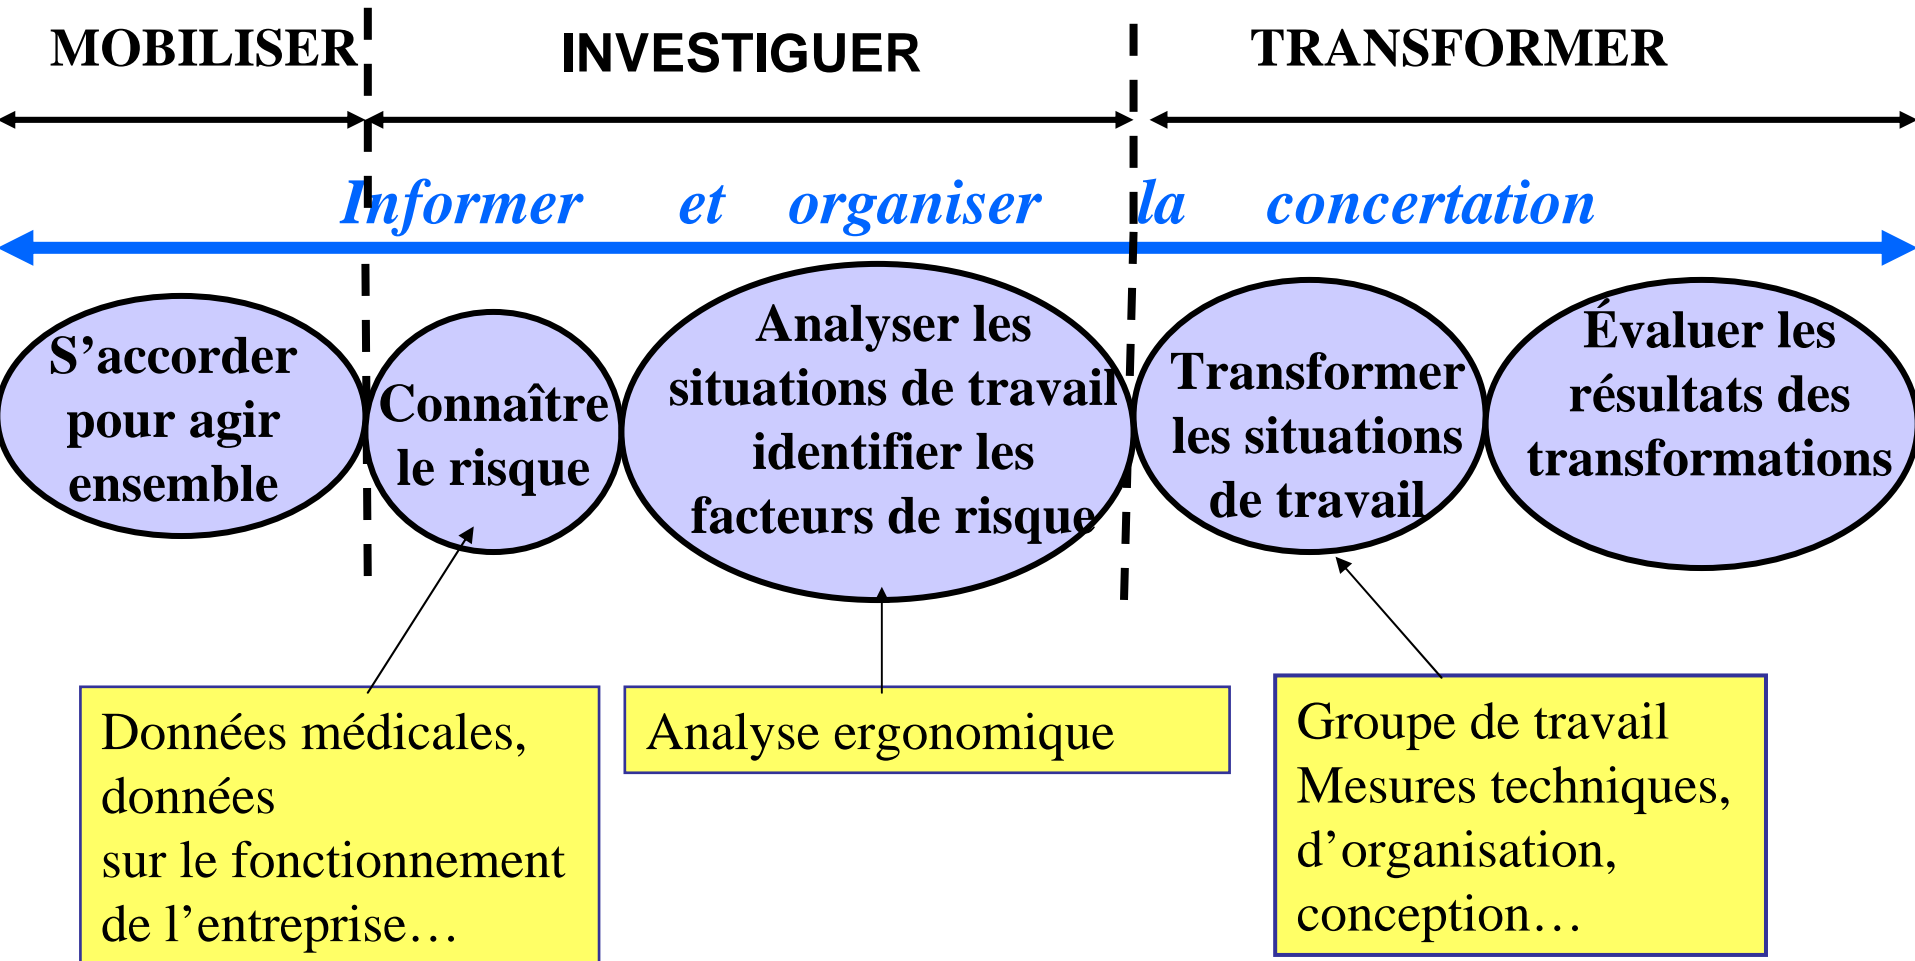 MOBILISER
INVESTIGUER
TRANSFORMER
Informer et organiser la concertation
S’accorder
pour agir
ensemble
Connaître
le risque
Analyser les
situations de travail
identifier les
facteurs de risque
Transformer
les situations
de travail
Évaluer les
résultats des
transformations
Données médicales,
données
sur le fonctionnement
de l’entreprise…
Analyse ergonomique
Groupe de travail
Mesures techniques,
d’organisation,
conception…